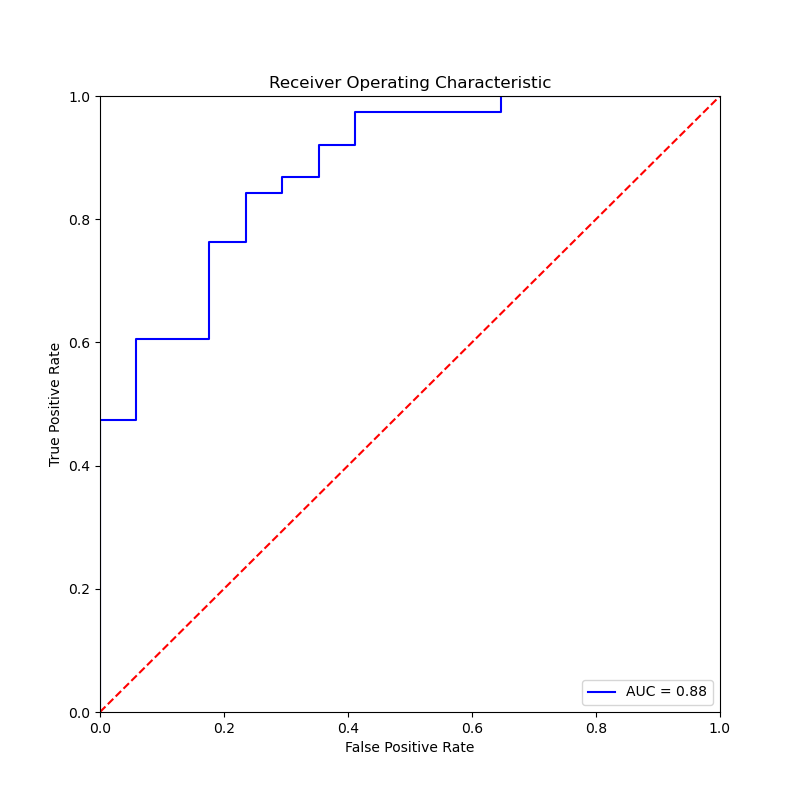 Receiver Operating Characteristic
1.0
0.8
0.6
0.4
0.2
0.0
True Positive Rate
AUC = 0.88
0.0 0.2 0.4 0.6 0.8 1.0
False Positive Rate